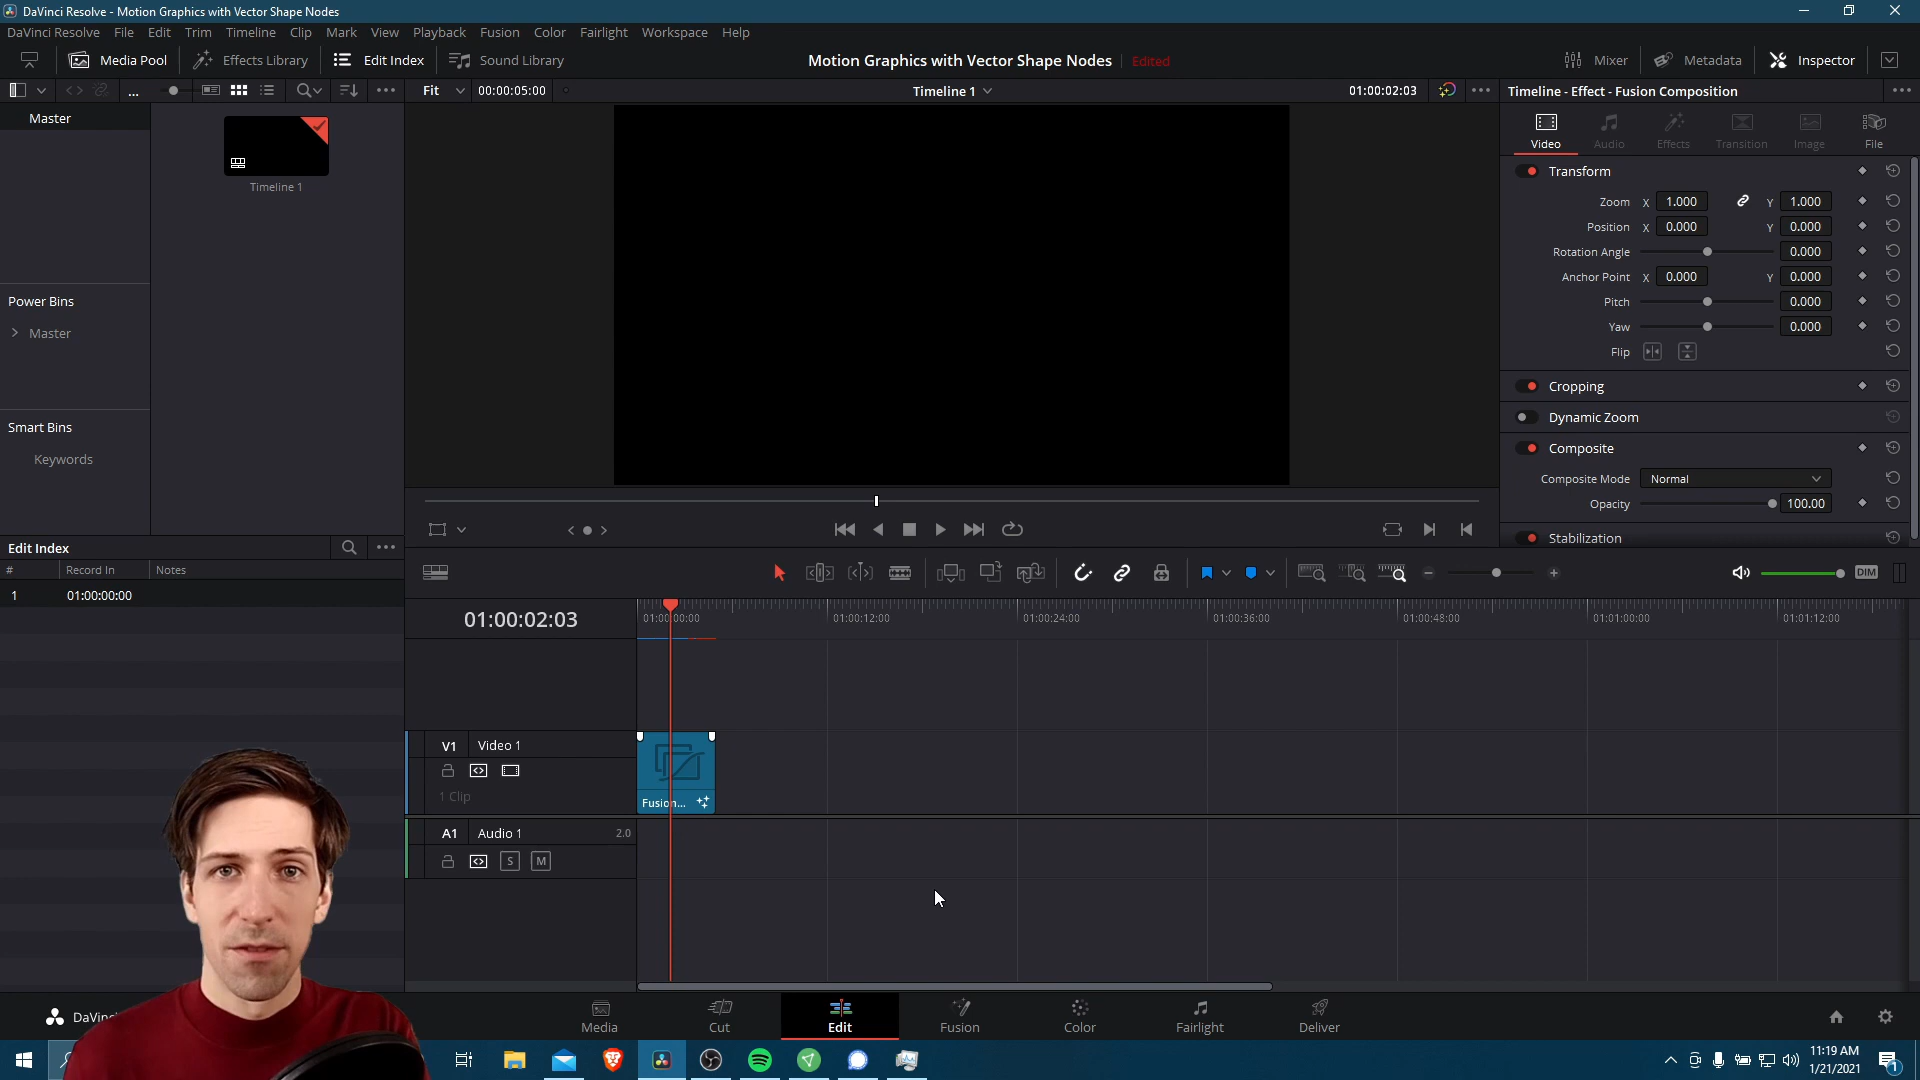 DaVinci Resolve - Motion Graphics with Vector Shape Nodes
DaVinci Resolve File Edit Trim Timeline Clip Mark View Playback Fusion Color Fairlight Workspace Help
Media Pool Effects Library Edit Index Sound Library
Motion Graphics with Vector Shape Nodes Edited
Mixer Metadata Inspector
Fit 00:00:05:00 Timeline 1 01:00:02:03
Timeline - Effect - Fusion Composition
Master
Timeline 1
Power Bins
Master
Smart Bins
Keywords
Video Audio Effects Transition Image File
Transform
Zoom X 1.000 Y 1.000
Position X 0.000 Y 0.000
Rotation Angle 0.000
Anchor Point X 0.000 Y 0.000
Pitch 0.000
Yaw 0.000
Flip
Cropping
Dynamic Zoom
Composite
Composite Mode Normal
Opacity 100.00
Stabilization
Edit Index
# Record In Notes
1 01:00:00:00
DIM
01:00:02:03
01:00:00:00 01:00:12:00 01:00:24:00 01:00:36:00 01:00:48:00 01:01:00:00 01:01:12:00
V1 Video 1
1 Clip
Fusion...
A1 Audio 1 2.0
S M
DaVinc
Media Cut Edit Fusion Color Fairlight Deliver
11:19 AM
1/21/2021
1